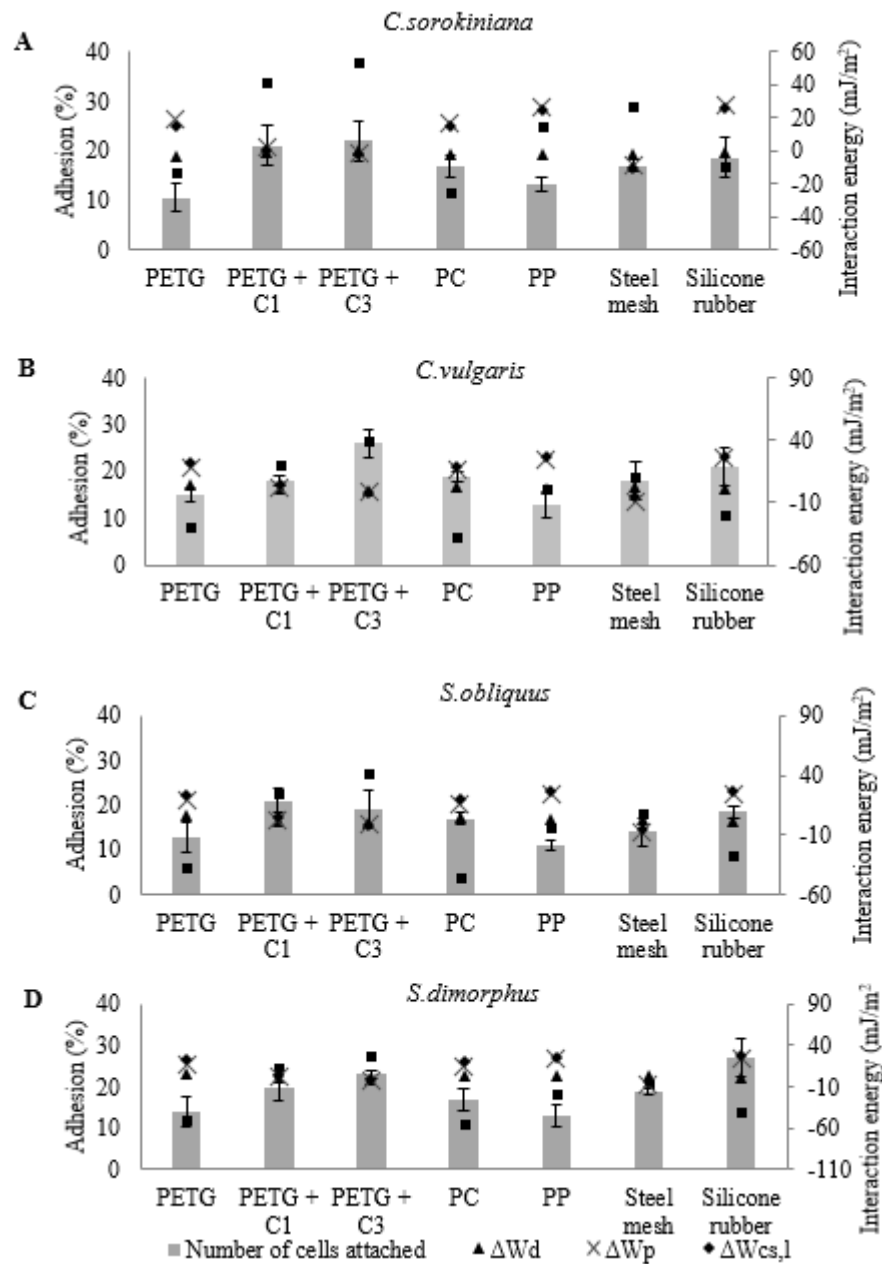 C.sorokiniana
A
60
40
40
30
20
20
0
-20
10
-40
0
-60
Adhesion (%)
Interaction energy (mJ/m²)
PETG
PETG + C1
PETG + C3
PC
PP
Steel mesh
Silicone rubber
B
C.vulgaris
40
90
30
40
20
-10
10
0
-60
Adhesion (%)
Interaction energy (mJ/m²)
PETG
PETG + C1
PETG + C3
PC
PP
Steel mesh
Silicone rubber
C
S.obliquus
40
90
30
40
20
-10
10
0
-60
Adhesion (%)
Interaction energy (mJ/m²)
PETG
PETG + C1
PETG + C3
PC
PP
Steel mesh
Silicone rubber
D
S.dimorphus
40
90
30
40
20
-10
10
-60
0
-110
Adhesion (%)
Interaction energy (mJ/m²
PETG
PETG + C1
PETG + C3
PC
PP
Steel mesh
Silicone rubber
Number of cells attached
ΔWd
ΔWp
ΔWcs,l